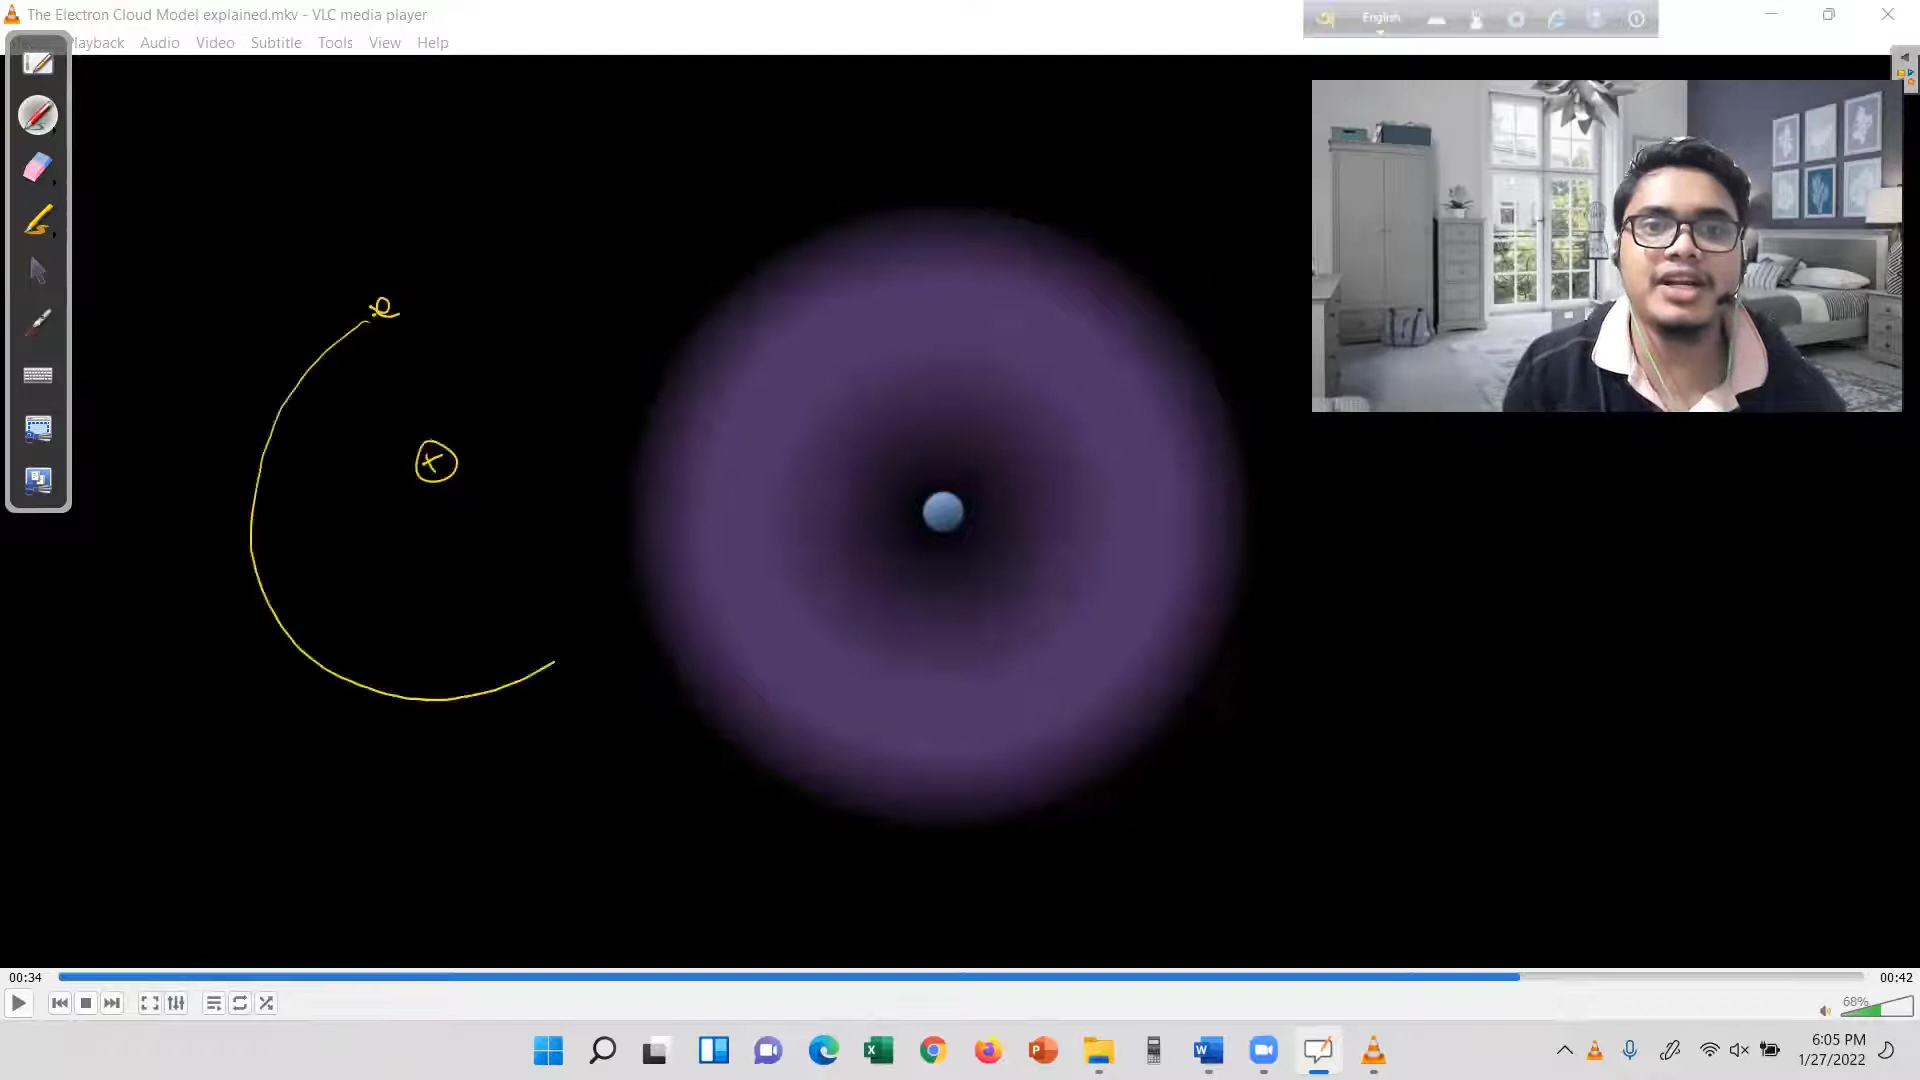 The Electron Cloud Model explained.mkv - VLC media player
English
layback Audio Video Subtitle Tools View Help
e
+
00:34
00:42
68%
6:05 PM
1/27/2022